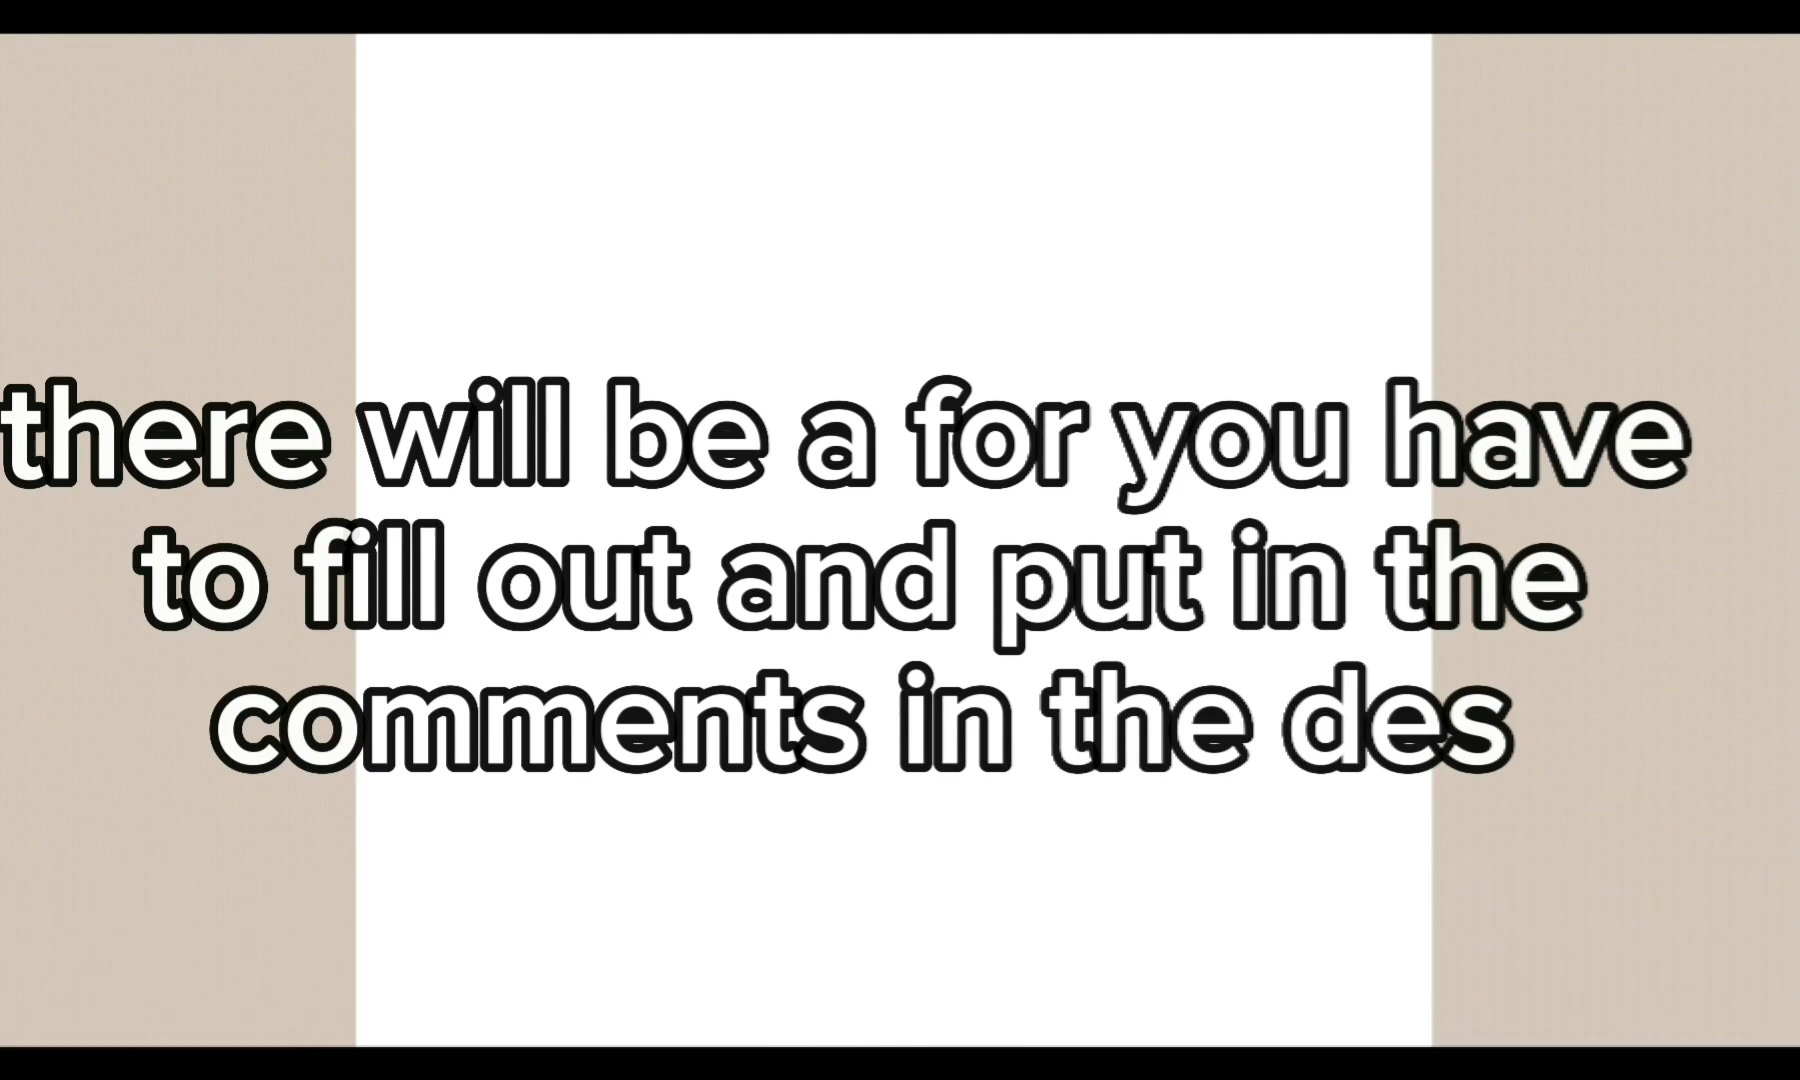 there will be a for you have
to fill out and put in the
comments in the des